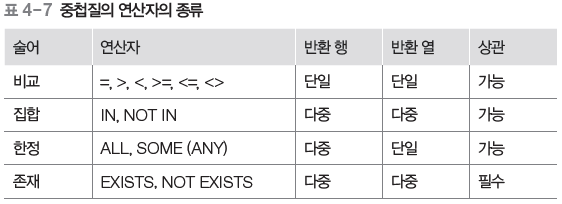 표 4-7 중첩질의 연산자의 종류
술어 연산자 반환 행 반환 열 상관
비교 =, >, <, >=, <=, <> 단일 단일 가능
집합 IN, NOT IN 다중 다중 가능
한정 ALL, SOME (ANY) 다중 단일 가능
존재 EXISTS, NOT EXISTS 다중 다중 필수